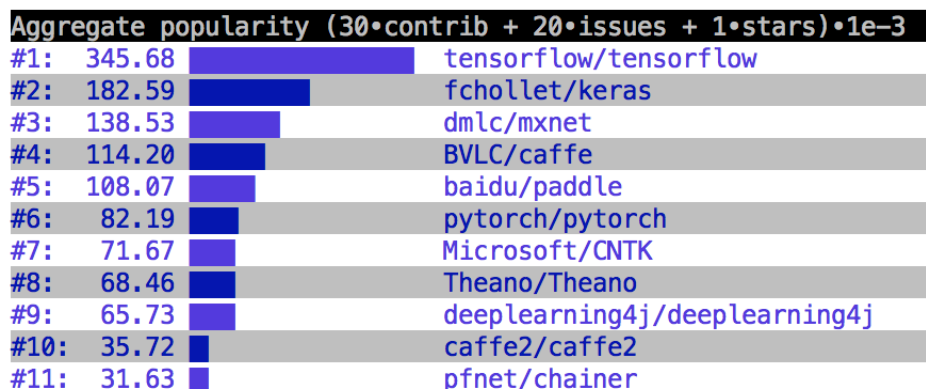 Aggregate popularity (30•contrib + 20•issues + 1•stars)•1e-3
#1: 345.68 tensorflow/tensorflow
#2: 182.59 fchollet/keras
#3: 138.53 dmlc/mxnet
#4: 114.20 BVLC/caffe
#5: 108.07 baidu/paddle
#6: 82.19 pytorch/pytorch
#7: 71.67 Microsoft/CNTK
#8: 68.46 Theano/Theano
#9: 65.73 deeplearning4j/deeplearning4j
#10: 35.72 caffe2/caffe2
#11: 31.63 pfnet/chainer